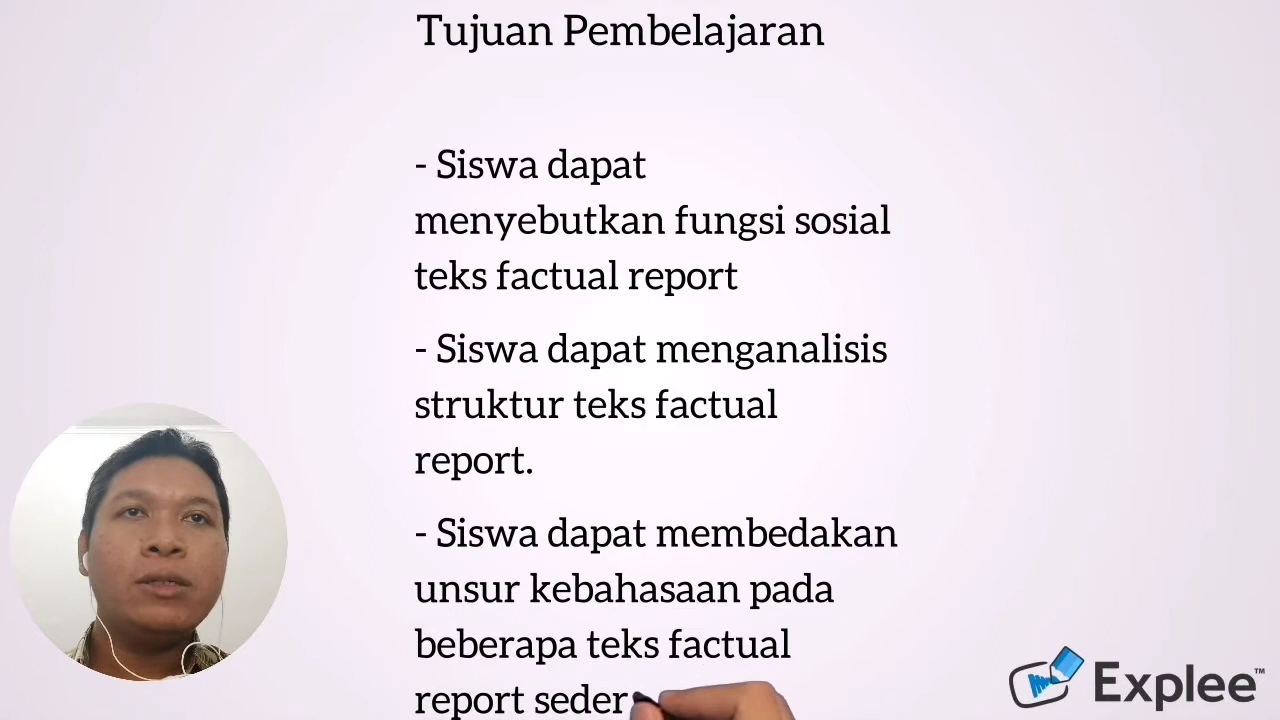 Tujuan Pembelajaran
- Siswa dapat
menyebutkan fungsi sosial
teks factual report
- Siswa dapat menganalisis
struktur teks factual
report.
- Siswa dapat membedakan
unsur kebahasaan pada
beberapa teks factual
report seder
Explee™